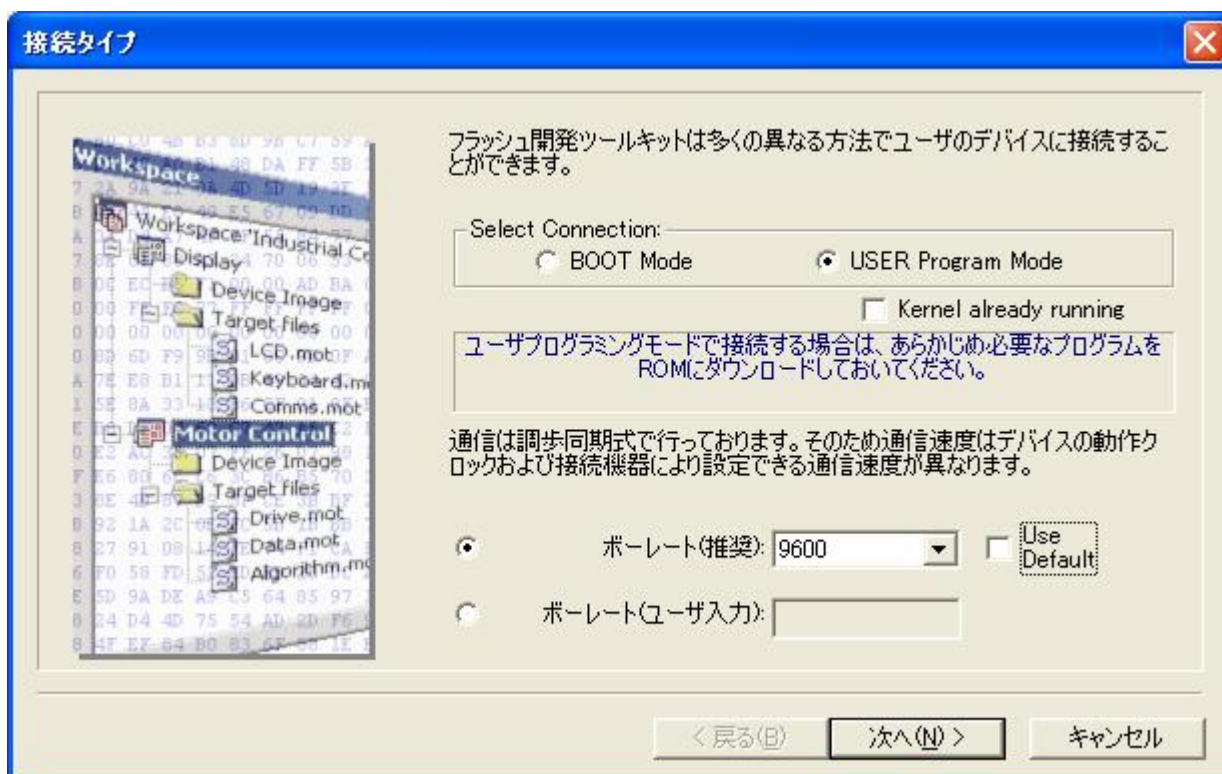 接続タイプ
フラッシュ開発ツールキットは多くの異なる方法でユーザのデバイスに接続するこ
とができます。
Select Connection:
BOOT Mode
USER Program Mode
Kernel already running
ユーザプログラミングモードで接続する場合は、あらかじめ必要なプログラムを
ROMにダウンロードしておいてください。
通信は調歩同期式で行っております。そのため通信速度はデバイスの動作ク
ロックおよび接続機器により設定できる通信速度が異なります。
ボーレート(推奨):
9600
Use
Default
ボーレート(ユーザ入力):
Workspace
Workspace 'Industrial Co
Display
Device Image
Target files
LCD.mot
Keyboard.mo
Comms.mot
Motor Control
Device Image
Target files
Drive.mot
Data.mot
Algorithm.mo
< 戻る(B)
次へ(N) >
キャンセル